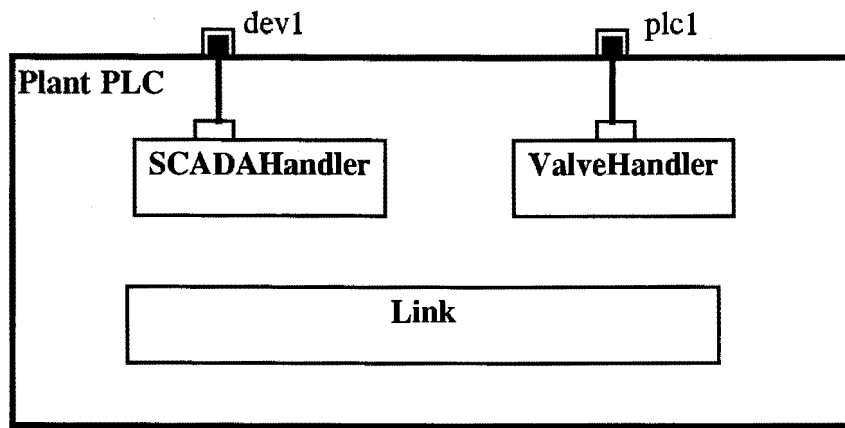 dev1
plc1
Plant PLC
SCADAHandler
ValveHandler
Link